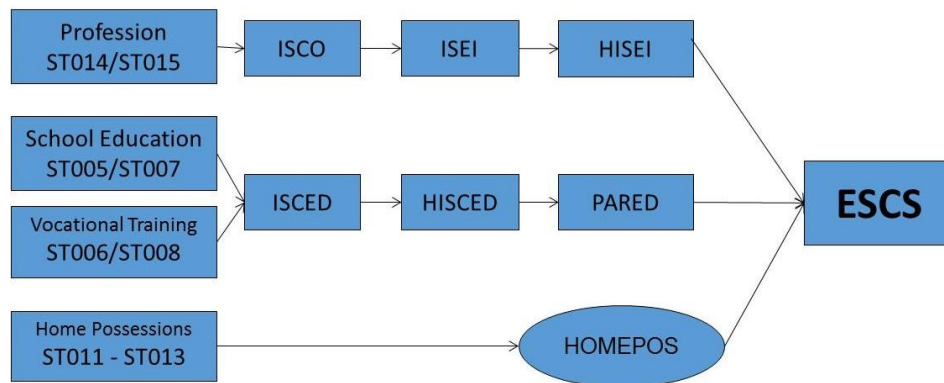 Profession
ST014/ST015
ISCO
ISEI
HISEI
School Education
ST005/ST007
Vocational Training
ST006/ST008
ISCED
HISCED
PARED
ESCS
Home Possessions
ST011 - ST013
HOMEPOS